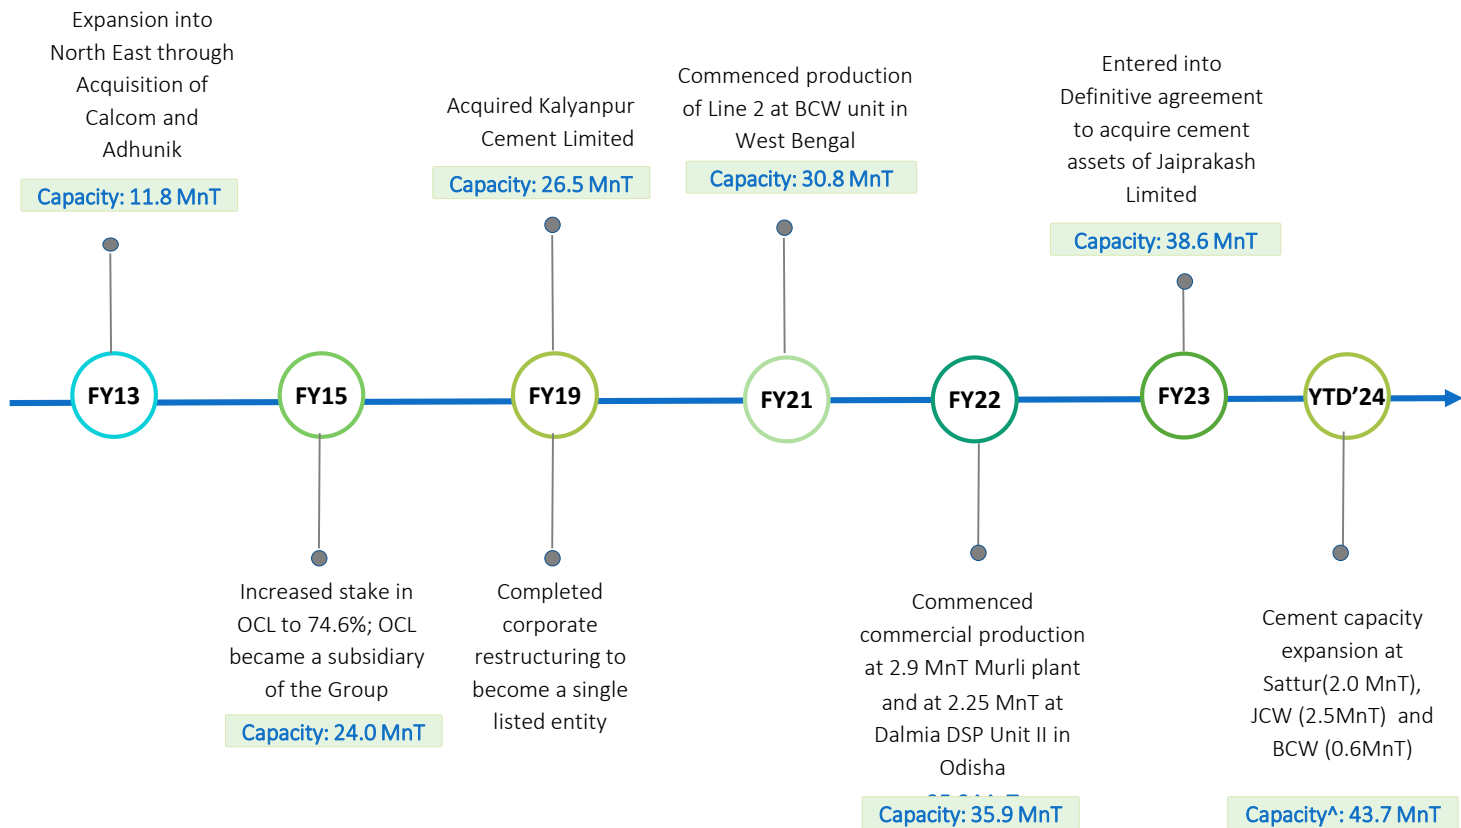 Expansion into
North East through
Acquisition of
Calcom and
Adhunik
Capacity: 11.8 MnT
Acquired Kalyanpur
Cement Limited
Capacity: 26.5 MnT
Commenced production
of Line 2 at BCW unit in
West Bengal
Capacity: 30.8 MnT
Entered into
Definitive agreement
to acquire cement
assets of Jaiprakash
Limited
Capacity: 38.6 MnT
FY13
FY15
FY19
FY21
FY22
FY23
YTD’24
Increased stake in
OCL to 74.6%; OCL
became a subsidiary
of the Group
Capacity: 24.0 MnT
Completed
corporate
restructuring to
become a single
listed entity
Commenced
commercial production
at 2.9 MnT Murli plant
and at 2.25 MnT at
Dalmia DSP Unit II in
Odisha
Capacity: 35.9 MnT
Cement capacity
expansion at
Sattur(2.0 MnT),
JCW (2.5MnT)  and
BCW (0.6MnT)
Capacity^: 43.7 MnT